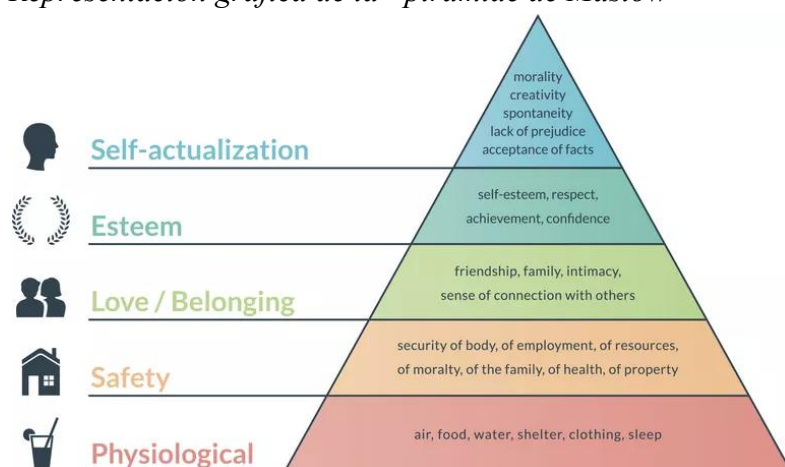 Representación gráfica de la "pirámide de Maslow"
morality
creativity
spontaneity
lack of prejudice
acceptance of facts
Self-actualization
self-esteem, respect,
achievement, confidence
Esteem
friendship, family, intimacy,
sense of connection with others
Love / Belonging
security of body, of employment, of resources,
of moralty, of the family, of health, of property
Safety
air, food, water, shelter, clothing, sleep
Physiological